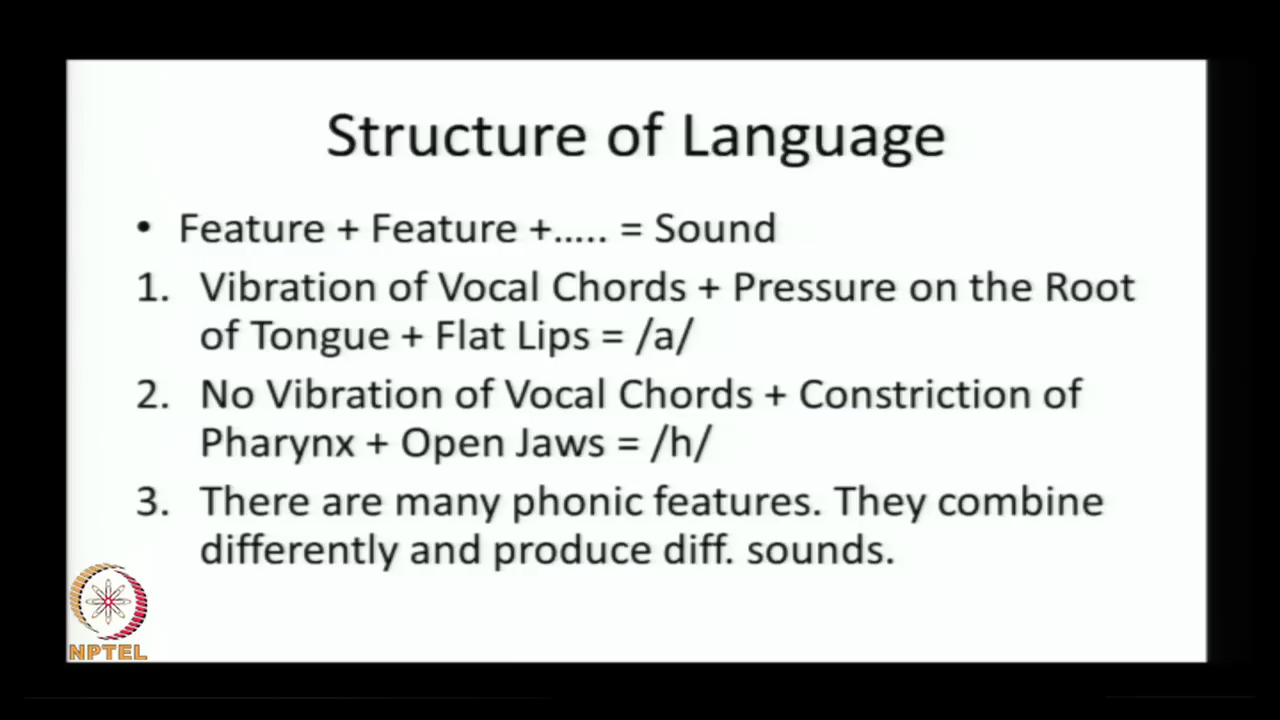 Structure of Language
• Feature + Feature +..... = Sound
1. Vibration of Vocal Chords + Pressure on the Root
of Tongue + Flat Lips = /a/
2. No Vibration of Vocal Chords + Constriction of
Pharynx + Open Jaws = /h/
3. There are many phonic features. They combine
differently and produce diff. sounds.
NPTEL